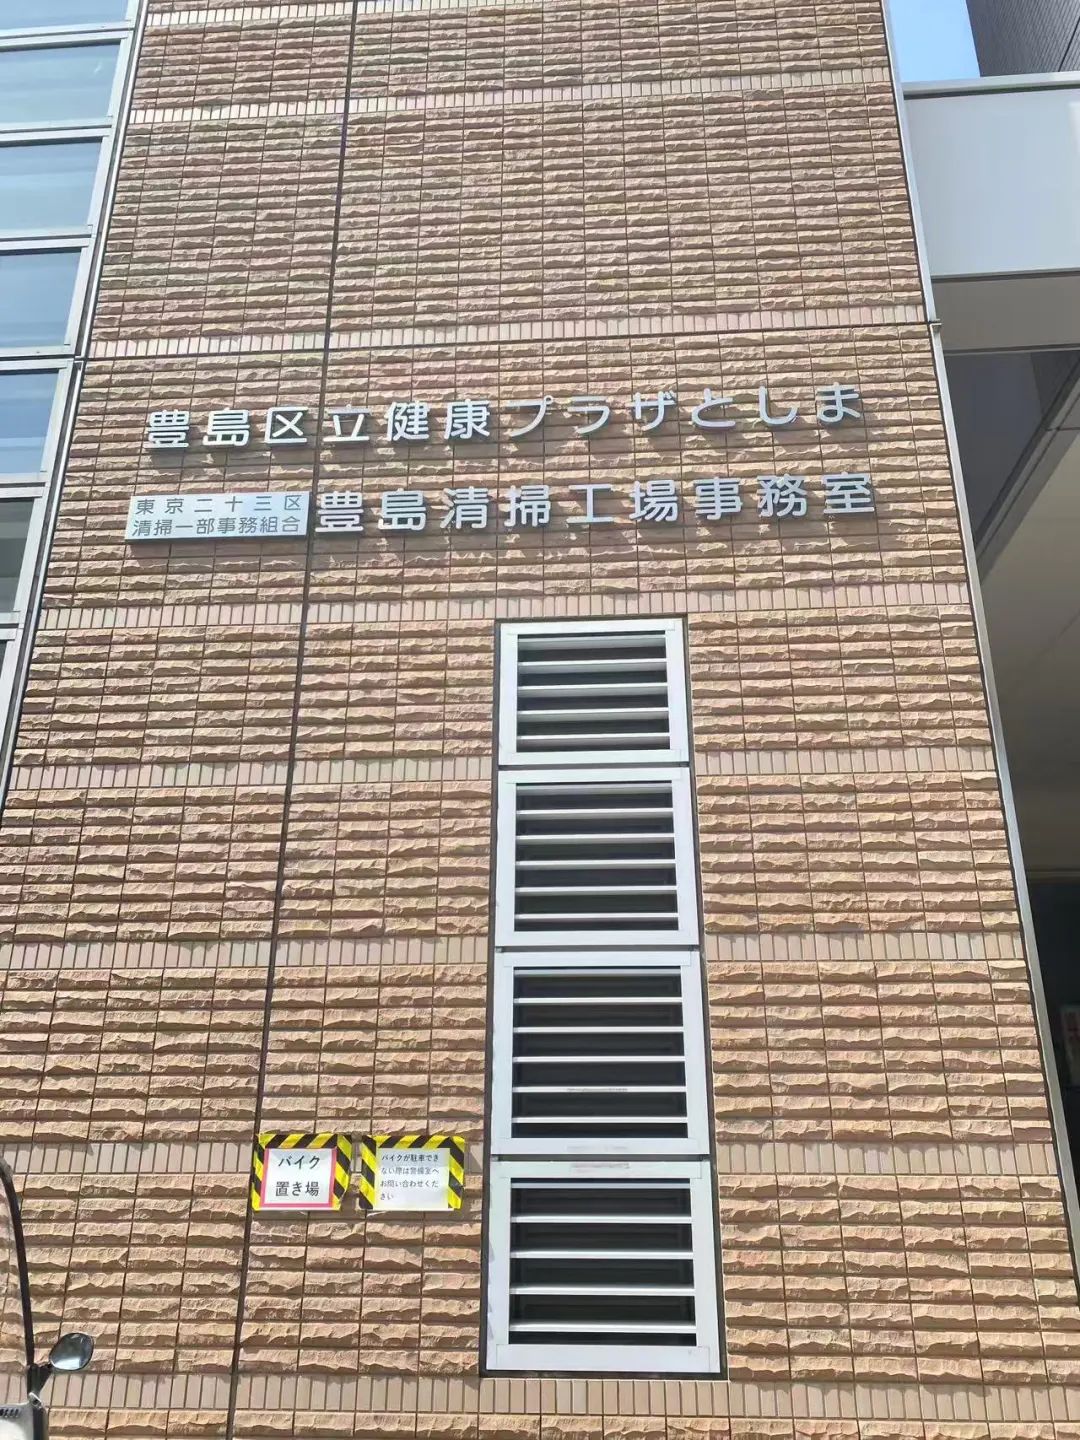 豊島区立健康プラザとしま
東京二十三区
清掃一部事務組合
豊島清掃工場事務室
バイク
置き場
バイクが駐車でき
ない際は警備室へ
お問い合わせくだ
さい